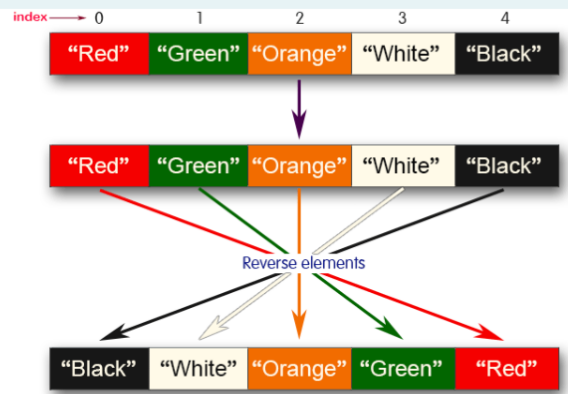 index 0 1 2 3 4
“Red” “Green” “Orange” “White” “Black”
“Red” “Green” “Orange” “White” “Black”
Reverse elements
“Black” “White” “Orange” “Green” “Red”